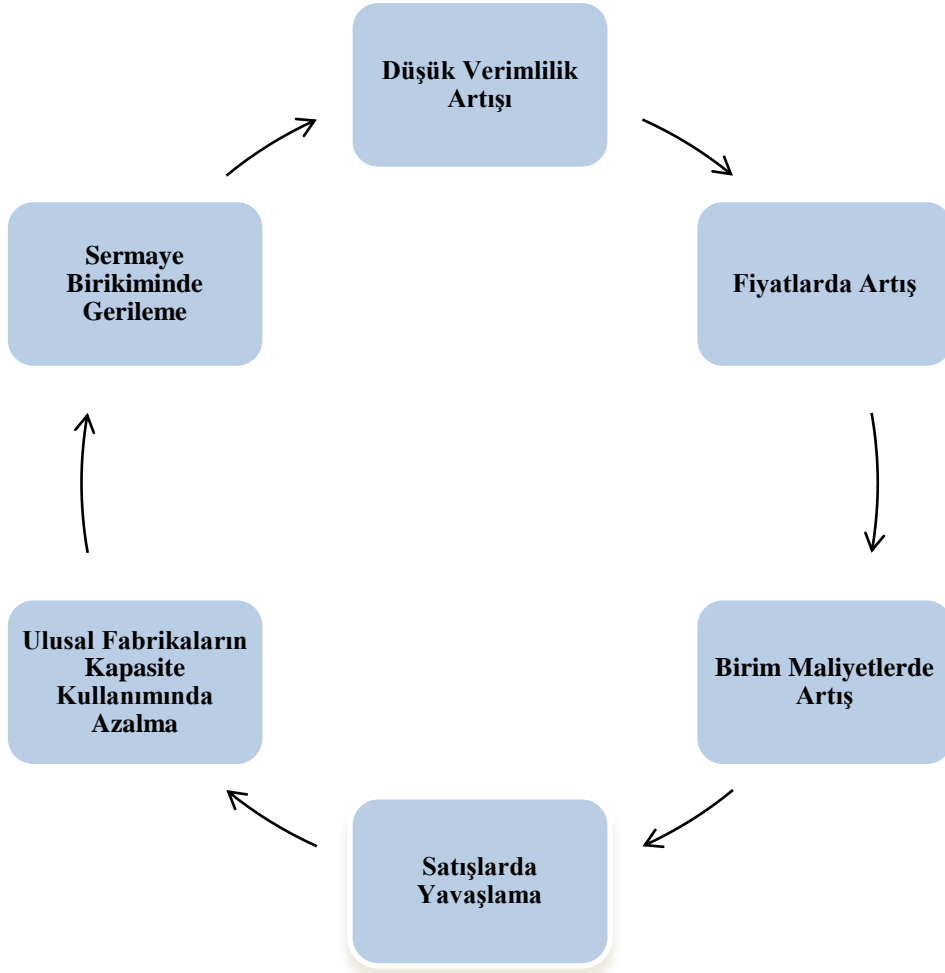 Düşük Verimlilik
Artışı
Fiyatlarda Artış
Birim Maliyetlerde
Artış
Satışlarda
Yavaşlama
Ulusal Fabrikaların
Kapasite
Kullanımında
Azalma
Sermaye
Birikiminde
Gerileme